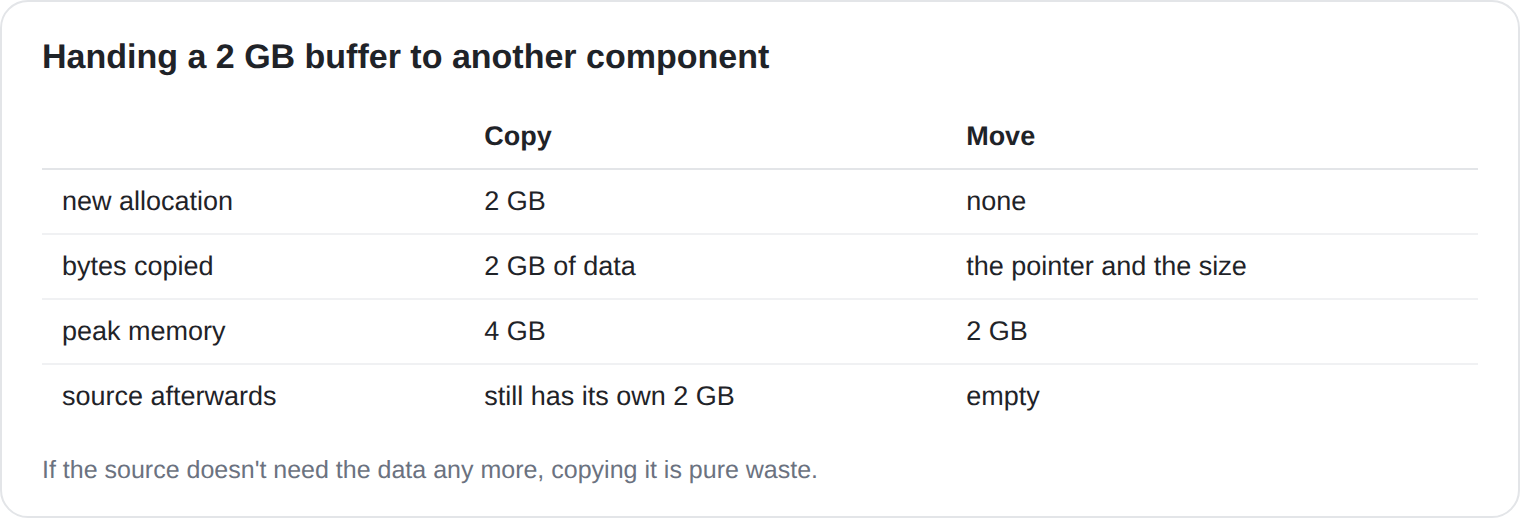 Handing a 2 GB buffer to another component
Copy Move
new allocation 2 GB none
bytes copied 2 GB of data the pointer and the size
peak memory 4 GB 2 GB
source afterwards still has its own 2 GB empty
If the source doesn't need the data any more, copying it is pure waste.